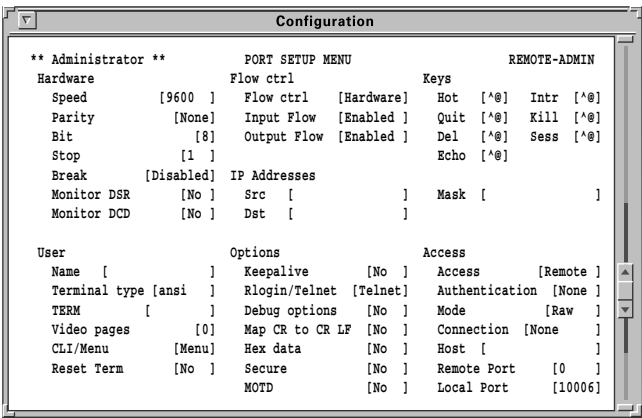 Configuration
** Administrator ** PORT SETUP MENU REMOTE-ADMIN
Hardware Flow ctrl Keys
Speed [9600 ] Flow ctrl [Hardware] Hot [^@] Intr [^@]
Parity [None] Input Flow [Enabled ] Quit [^@] Kill [^@]
Bit [8] Output Flow [Enabled ] Del [^@] Sess [^@]
Stop [1 ] Echo [^@]
Break [Disabled] IP Addresses
Monitor DSR [No ] Src [ ] Mask [ ]
Monitor DCD [No ] Dst [ ]
User Options Access
Name [ ] Keepalive [No ] Access [Remote ]
Terminal type [ansi ] Rlogin/Telnet [Telnet] Authentication [None ]
TERM [ ] Debug options [No ] Mode [Raw ]
Video pages [0] Map CR to CR LF [No ] Connection [None ]
CLI/Menu [Menu] Hex data [No ] Host [ ]
Reset Term [No ] Secure [No ] Remote Port [0 ]
MOTD [No ] Local Port [10006]